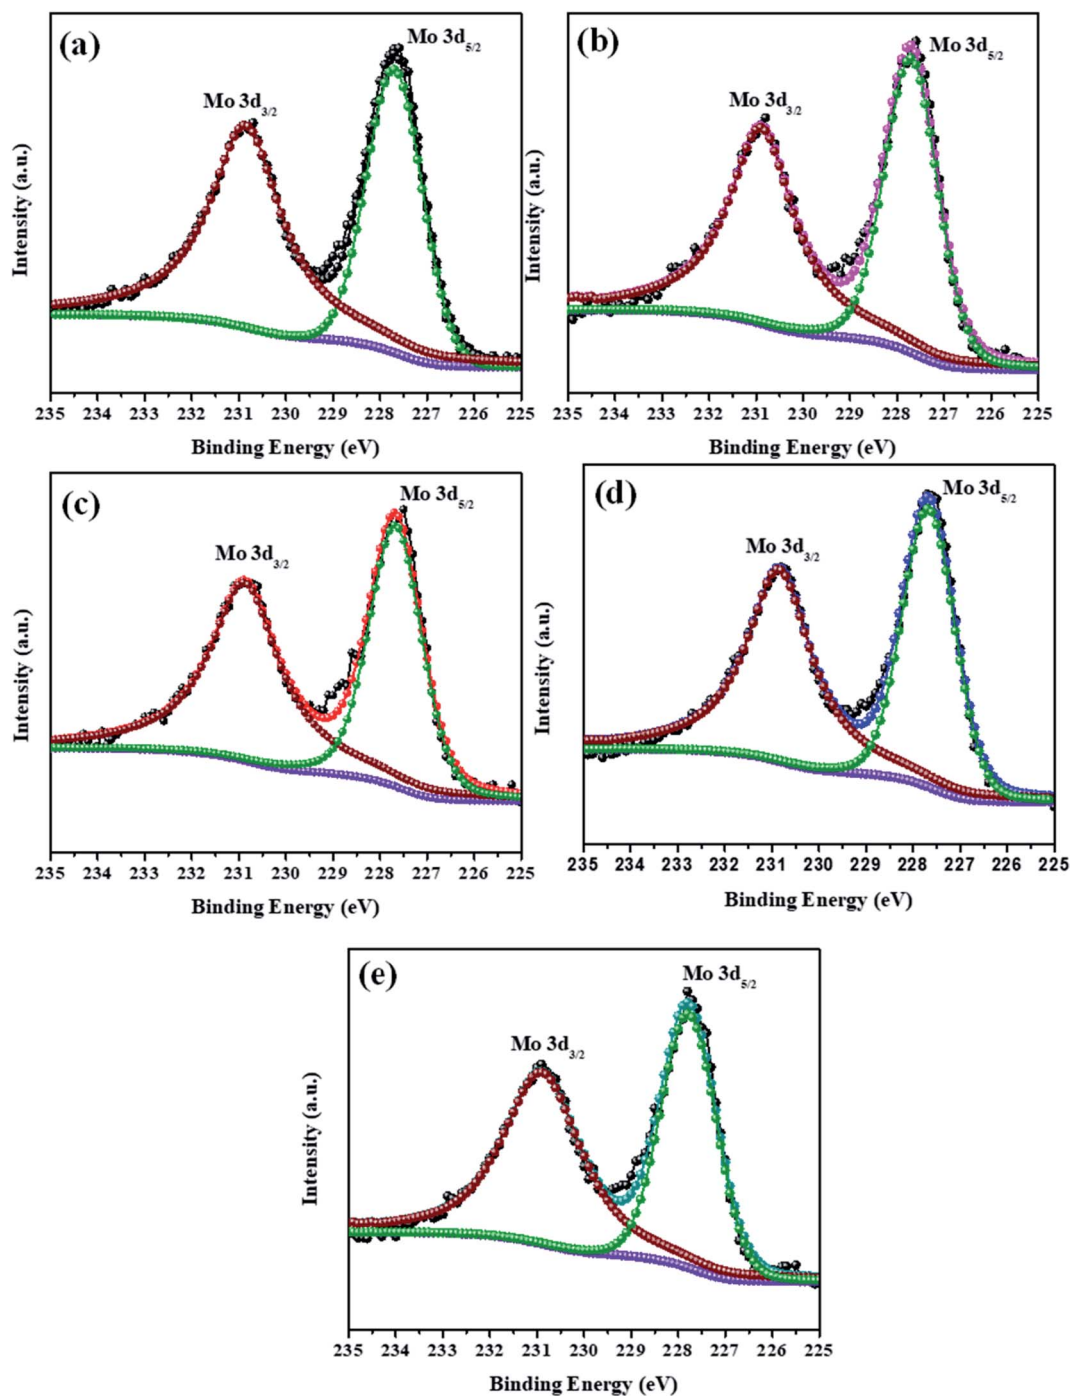 (a)
Mo 3d5/2
Mo 3d3/2
Intensity (a.u.)
235 234 233 232 231 230 229 228 227 226 225
Binding Energy (eV)
(b)
Mo 3d5/2
Mo 3d3/2
Intensity (a.u.)
235 234 233 232 231 230 229 228 227 226 225
Binding Energy (eV)
(c)
Mo 3d5/2
Mo 3d3/2
Intensity (a.u.)
235 234 233 232 231 230 229 228 227 226 225
Binding Energy (eV)
(d)
Mo 3d5/2
Mo 3d3/2
Intensity (a.u.)
235 234 233 232 231 230 229 228 227 226 225
Binding Energy (eV)
(e)
Mo 3d5/2
Mo 3d3/2
Intensity (a.u.)
235 234 233 232 231 230 229 228 227 226 225
Binding Energy (eV)